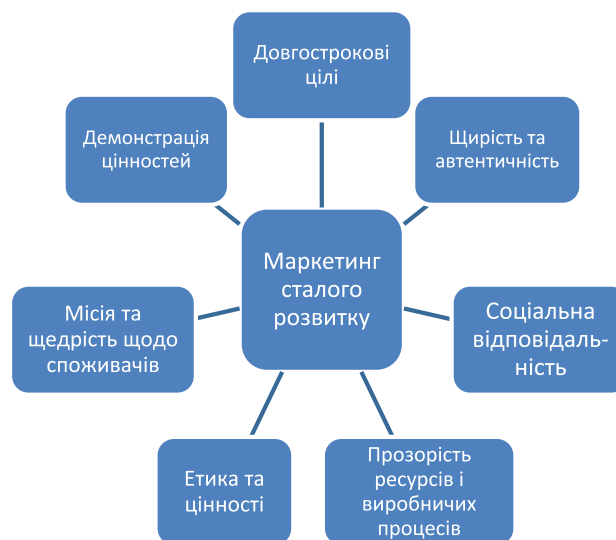 Довгострокові
цілі
Демонстрація
цінностей
Щирість та
автентичність
Маркетинг
сталого
розвитку
Місія та
щедрість щодо
споживачів
Соціальна
відповідаль-
ність
Етика та
цінності
Прозорість
ресурсів і
виробничих
процесів